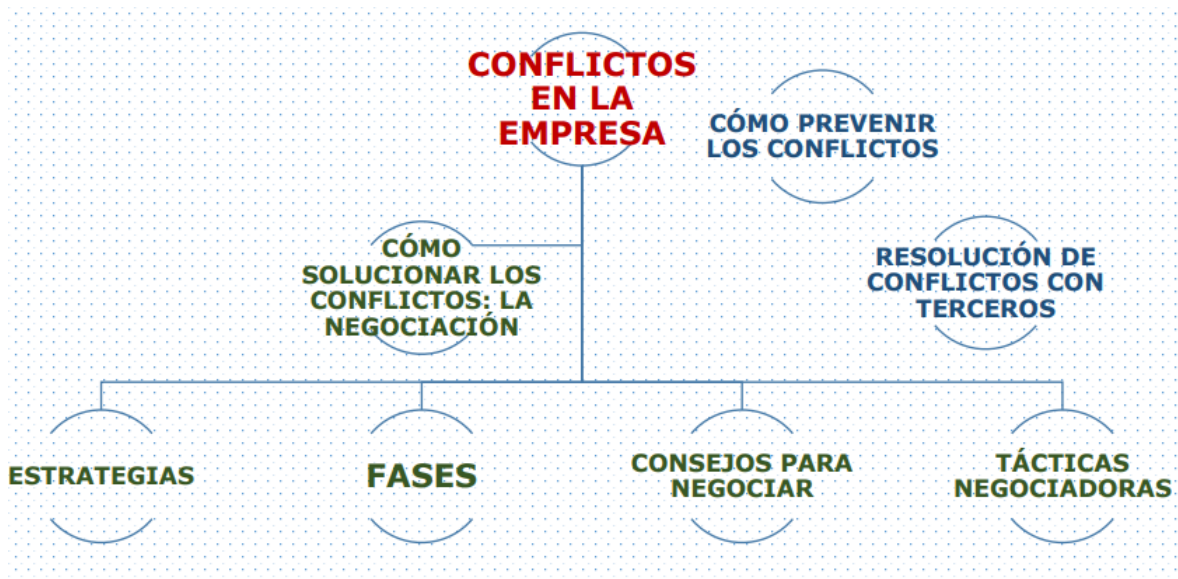 CONFLICTOS
EN LA
EMPRESA
CÓMO PREVENIR
LOS CONFLICTOS
CÓMO
SOLUCIONAR LOS
CONFLICTOS: LA
NEGOCIACIÓN
RESOLUCIÓN DE
CONFLICTOS CON
TERCEROS
ESTRATEGIAS
FASES
CONSEJOS PARA
NEGOCIAR
TÁCTICAS
NEGOCIADORAS